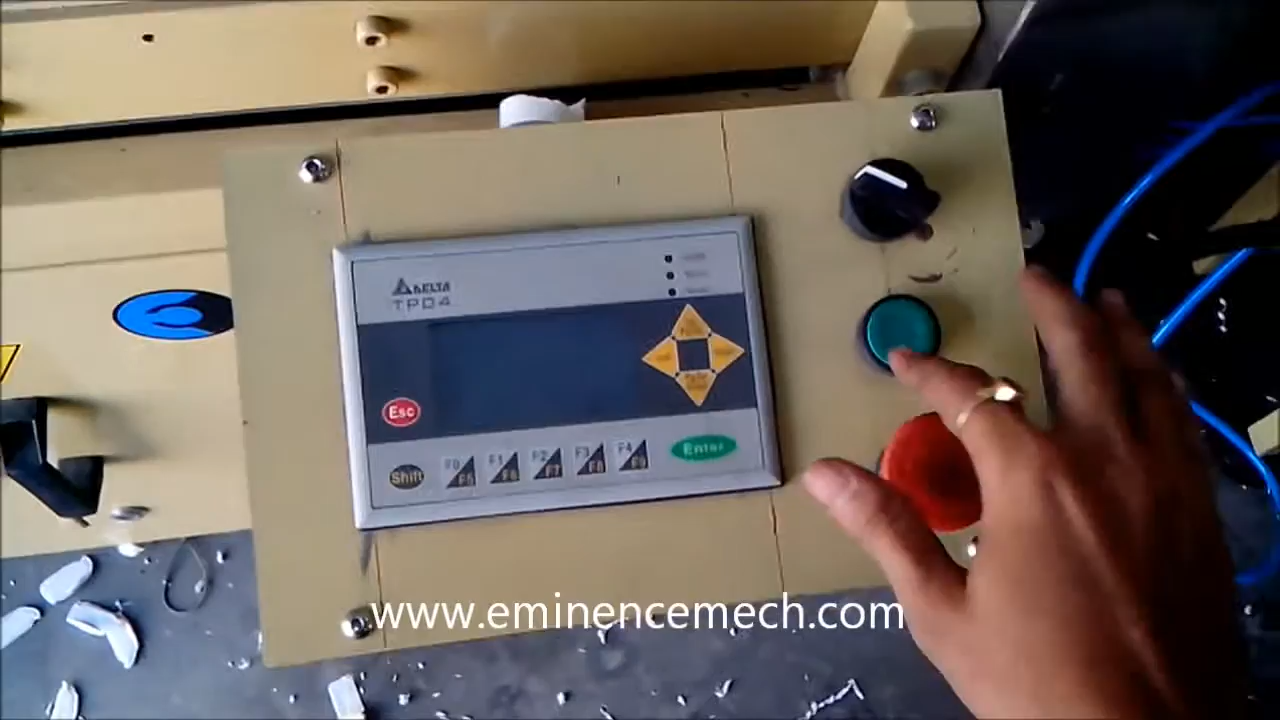 DELTA
TP04
Esc
Shift
F0
F5
F1
F6
F2
F7
F3
F8
F4
F9
Enter
www.eminencemech.com